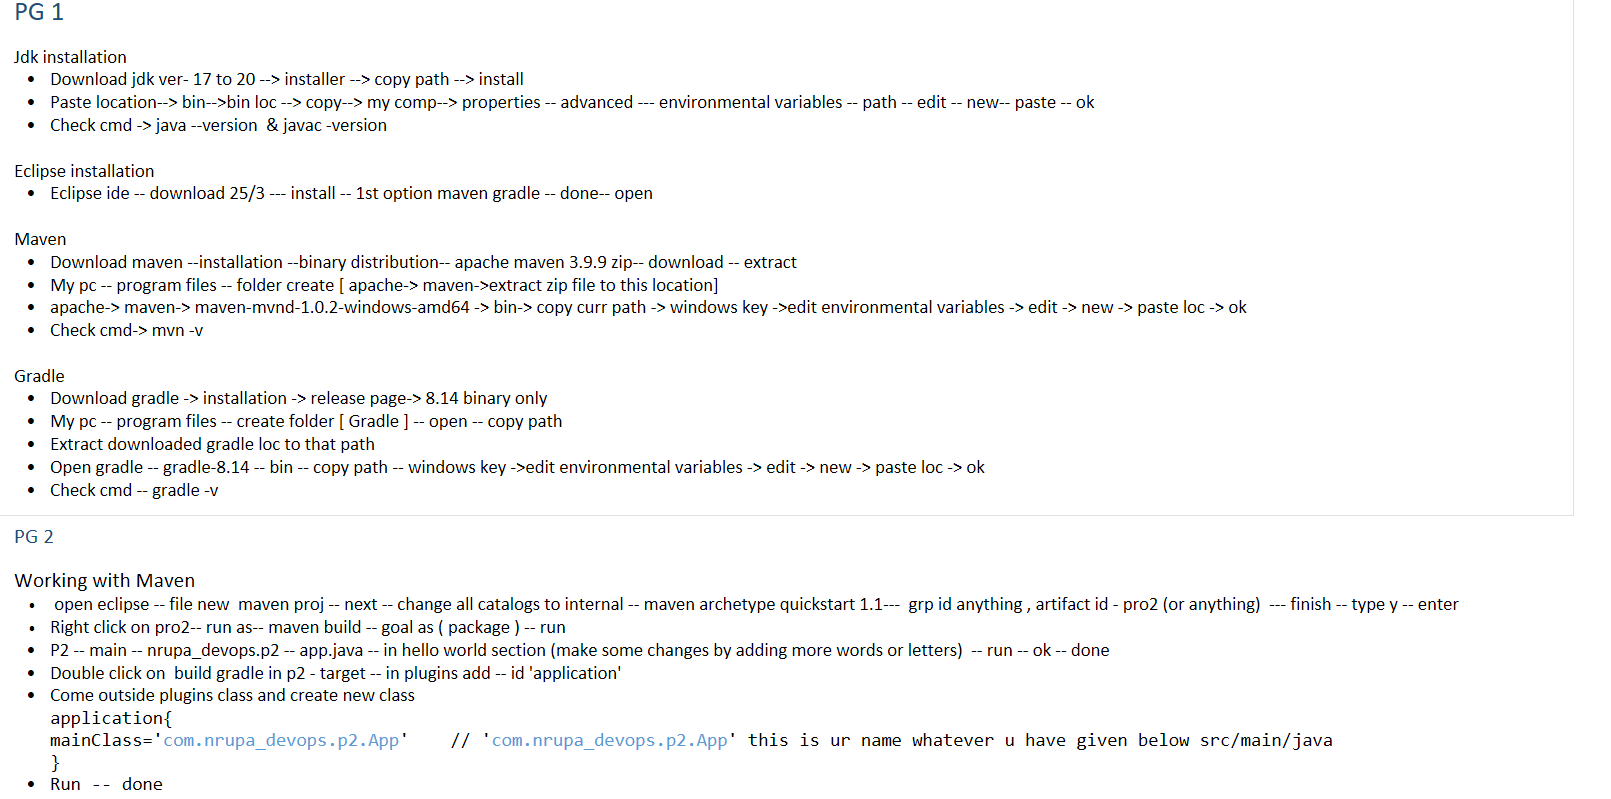 PG 1
Jdk installation
• Download jdk ver- 17 to 20 --> installer --> copy path --> install
• Paste location--> bin-->bin loc --> copy--> my comp--> properties -- advanced --- environmental variables -- path -- edit -- new-- paste -- ok
• Check cmd -> java --version  & javac -version
Eclipse installation
• Eclipse ide -- download 25/3 --- install -- 1st option maven gradle -- done-- open
Maven
• Download maven --installation --binary distribution-- apache maven 3.9.9 zip-- download -- extract
• My pc -- program files -- folder create [ apache-> maven->extract zip file to this location]
• apache-> maven-> maven-mvnd-1.0.2-windows-amd64 -> bin-> copy curr path -> windows key ->edit environmental variables -> edit -> new -> paste loc -> ok
• Check cmd-> mvn -v
Gradle
• Download gradle -> installation -> release page-> 8.14 binary only
• My pc -- program files -- create folder [ Gradle ] -- open -- copy path
• Extract downloaded gradle loc to that path
• Open gradle -- gradle-8.14 -- bin -- copy path -- windows key ->edit environmental variables -> edit -> new -> paste loc -> ok
• Check cmd -- gradle -v
PG 2
Working with Maven
• open eclipse -- file new  maven proj -- next -- change all catalogs to internal -- maven archetype quickstart 1.1---  grp id anything , artifact id - pro2 (or anything)  --- finish -- type y -- enter
• Right click on pro2-- run as-- maven build -- goal as ( package ) -- run
• P2 -- main -- nrupa_devops.p2 -- app.java -- in hello world section (make some changes by adding more words or letters)  -- run -- ok -- done
• Double click on  build gradle in p2 - target -- in plugins add -- id 'application'
• Come outside plugins class and create new class
application{
mainClass='com.nrupa_devops.p2.App'    // 'com.nrupa_devops.p2.App' this is ur name whatever u have given below src/main/java
}
• Run -- done